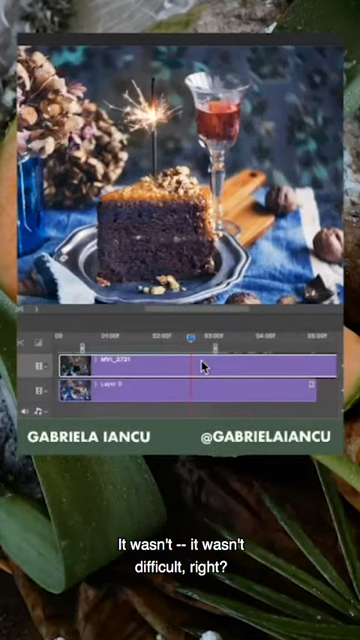 00 01:00f 02:00f 03:00f 04:00f 05:00f
MVI_2721
Layer 0
GABRIELA IANCU @GABRIELAIANCU
It wasn't -- it wasn't
difficult, right?